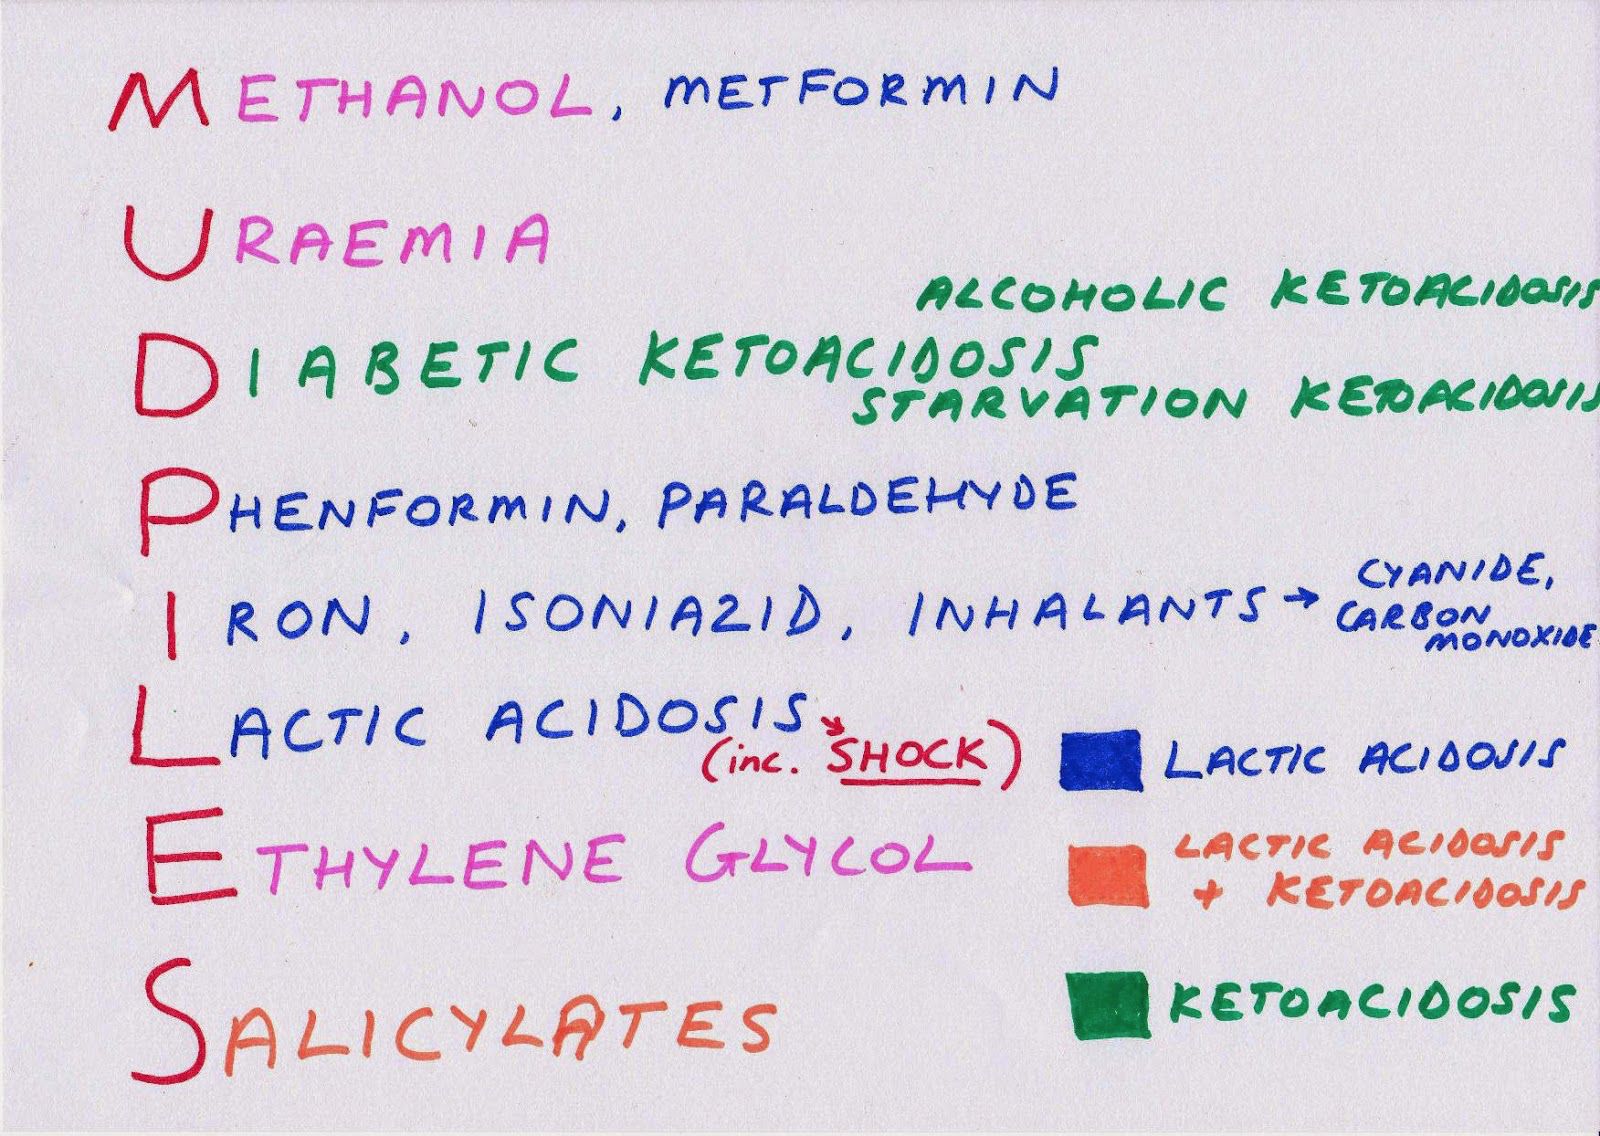 METHANOL, METFORMIN
URAEMIA
ALCOHOLIC KETOACIDOSIS
DIABETIC KETOACIDOSIS
STARVATION KETOACIDOSIS
PHENFORMIN, PARALDEHYDE
IRON, ISONIAZID, INHALANTS → CYANIDE,
CARBON
MONOXIDE
LACTIC ACIDOSIS
(inc. SHOCK)
LACTIC ACIDOSIS
ETHYLENE GLYCOL
LACTIC ACIDOSIS
+ KETOACIDOSIS
SALICYLATES
KETOACIDOSIS